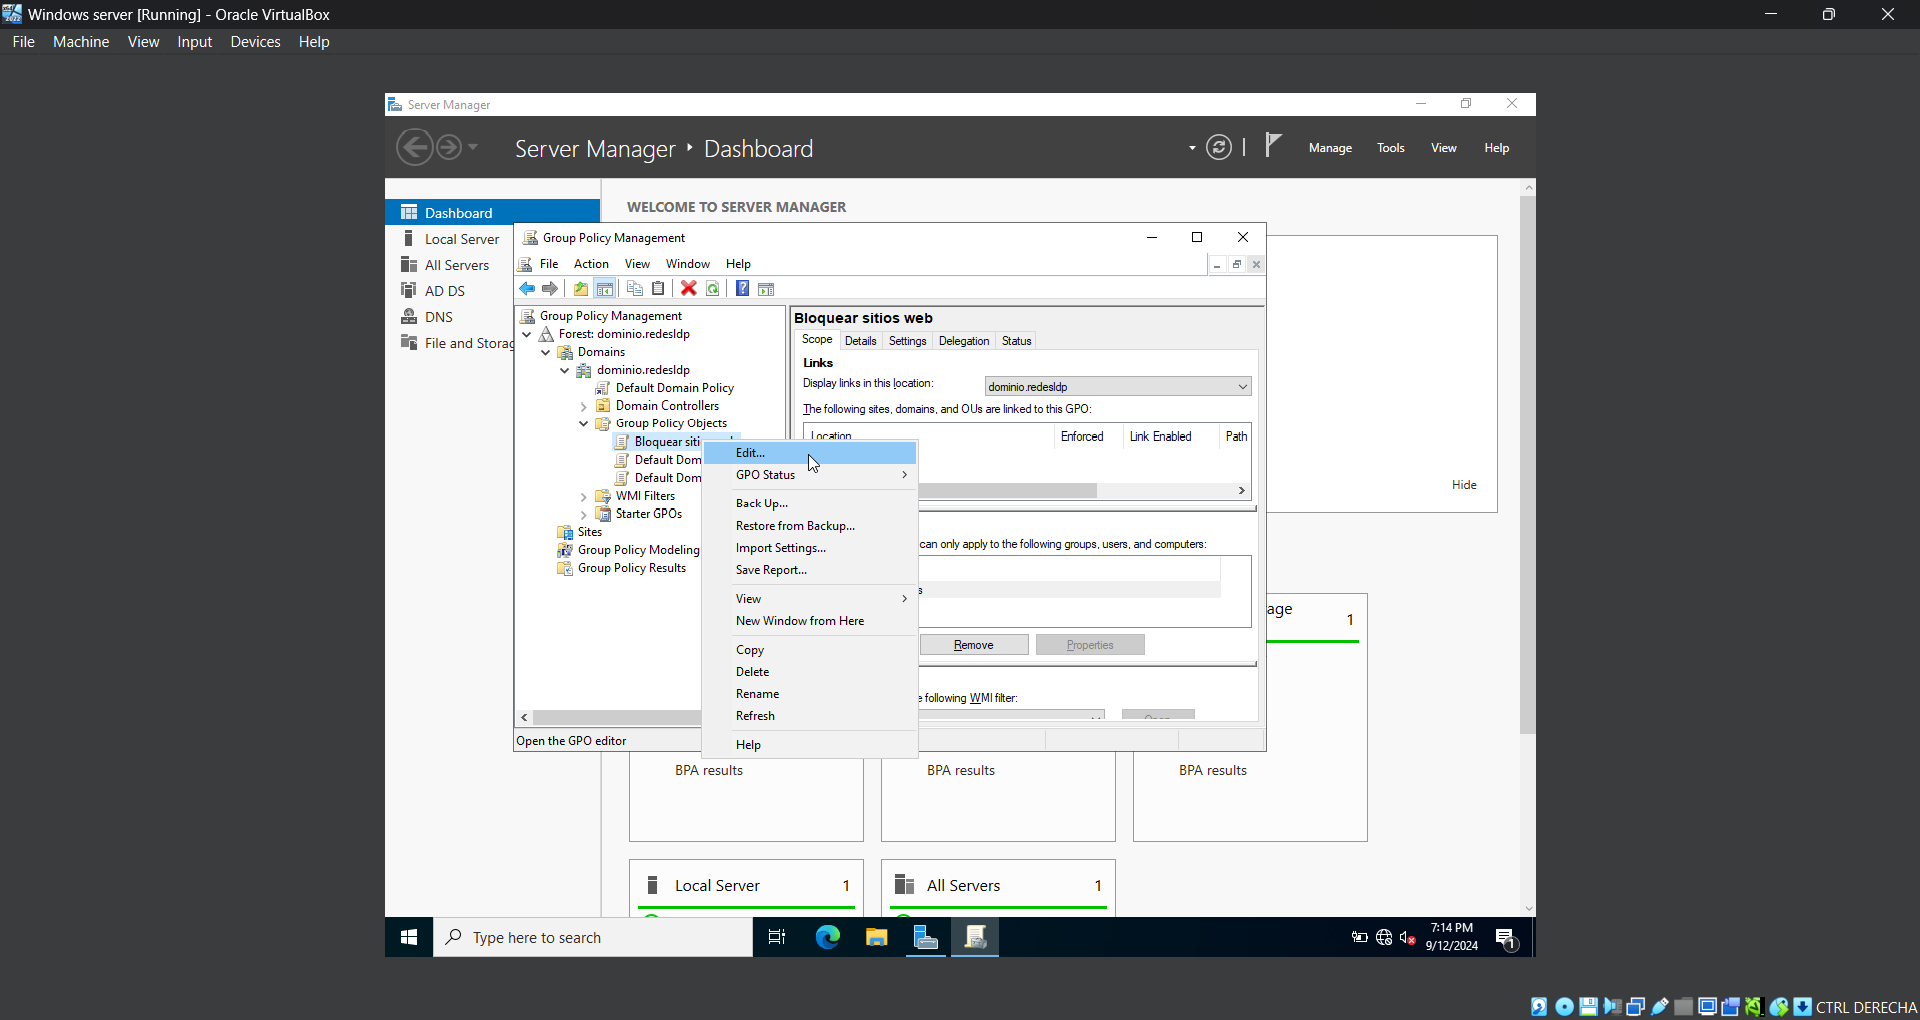 Windows server [Running] - Oracle VirtualBox
File Machine View Input Devices Help
Server Manager
Server Manager ‣ Dashboard
Manage Tools View Help
Dashboard
Local Server
All Servers
AD DS
DNS
File and Storag
WELCOME TO SERVER MANAGER
Group Policy Management
File Action View Window Help
Group Policy Management
Forest: dominio.redesldp
Domains
dominio.redesldp
Default Domain Policy
Domain Controllers
Group Policy Objects
Bloquear siti
Default Dom
Default Dom
WMI Filters
Starter GPOs
Sites
Group Policy Modeling
Group Policy Results
Open the GPO editor
Bloquear sitios web
Scope Details Settings Delegation Status
Links
Display links in this location:
dominio.redesldp
The following sites, domains, and OUs are linked to this GPO:
Location Enforced Link Enabled Path
can only apply to the following groups, users, and computers:
s
Remove Properties
e following WMI filter:
Open
Edit...
GPO Status
Back Up...
Restore from Backup...
Import Settings...
Save Report...
View
New Window from Here
Copy
Delete
Rename
Refresh
Help
Hide
age 1
BPA results
BPA results
BPA results
Local Server 1
All Servers 1
Type here to search
7:14 PM
9/12/2024
1
CTRL DERECHA